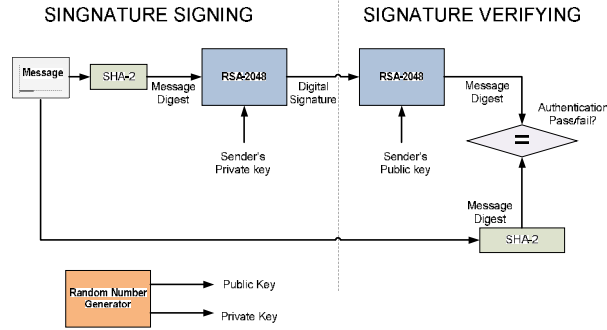 SINGNATURE SIGNING
SIGNATURE VERIFYING
Message
SHA-2
Message
Digest
RSA-2048
Digital
Signature
RSA-2048
Message
Digest
Authentication
Pass/fail?
=
Sender's
Private key
Sender's
Public key
Message
Digest
SHA-2
Random Number
Generator
Public Key
Private Key